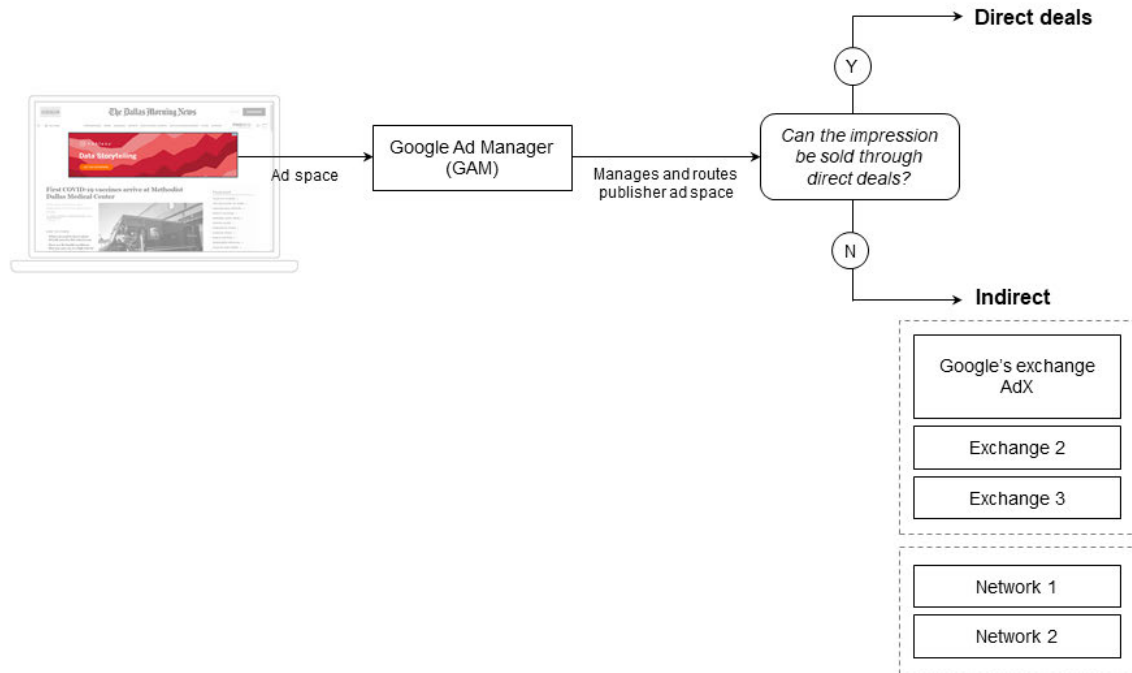 Direct deals
Y
The Dallas Morning News
Data Storytelling
First COVID-19 vaccines arrive at Methodist
Dallas Medical Center
Ad space
Google Ad Manager
(GAM)
Manages and routes
publisher ad space
Can the impression
be sold through
direct deals?
N
Indirect
Google’s exchange
AdX
Exchange 2
Exchange 3
Network 1
Network 2